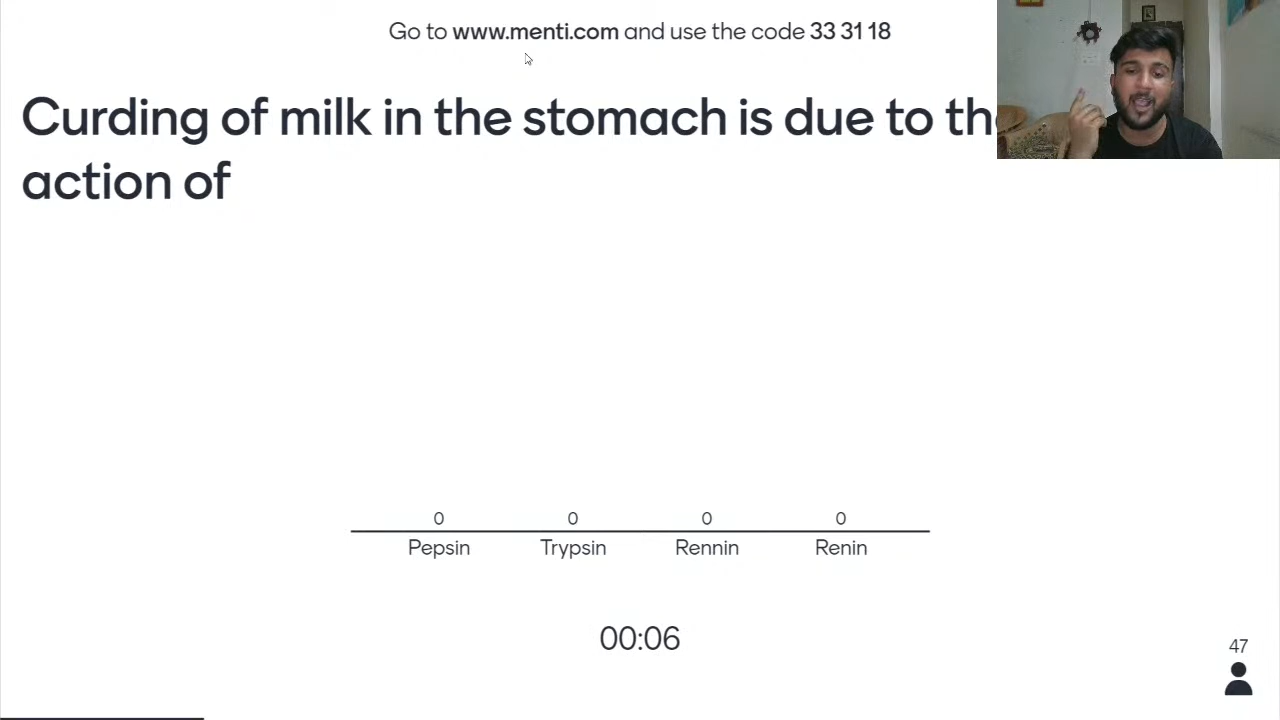 Go to www.menti.com and use the code 33 31 18
Curding of milk in the stomach is due to
action of
0 0 0 0
Pepsin Trypsin Rennin Renin
00:06
47